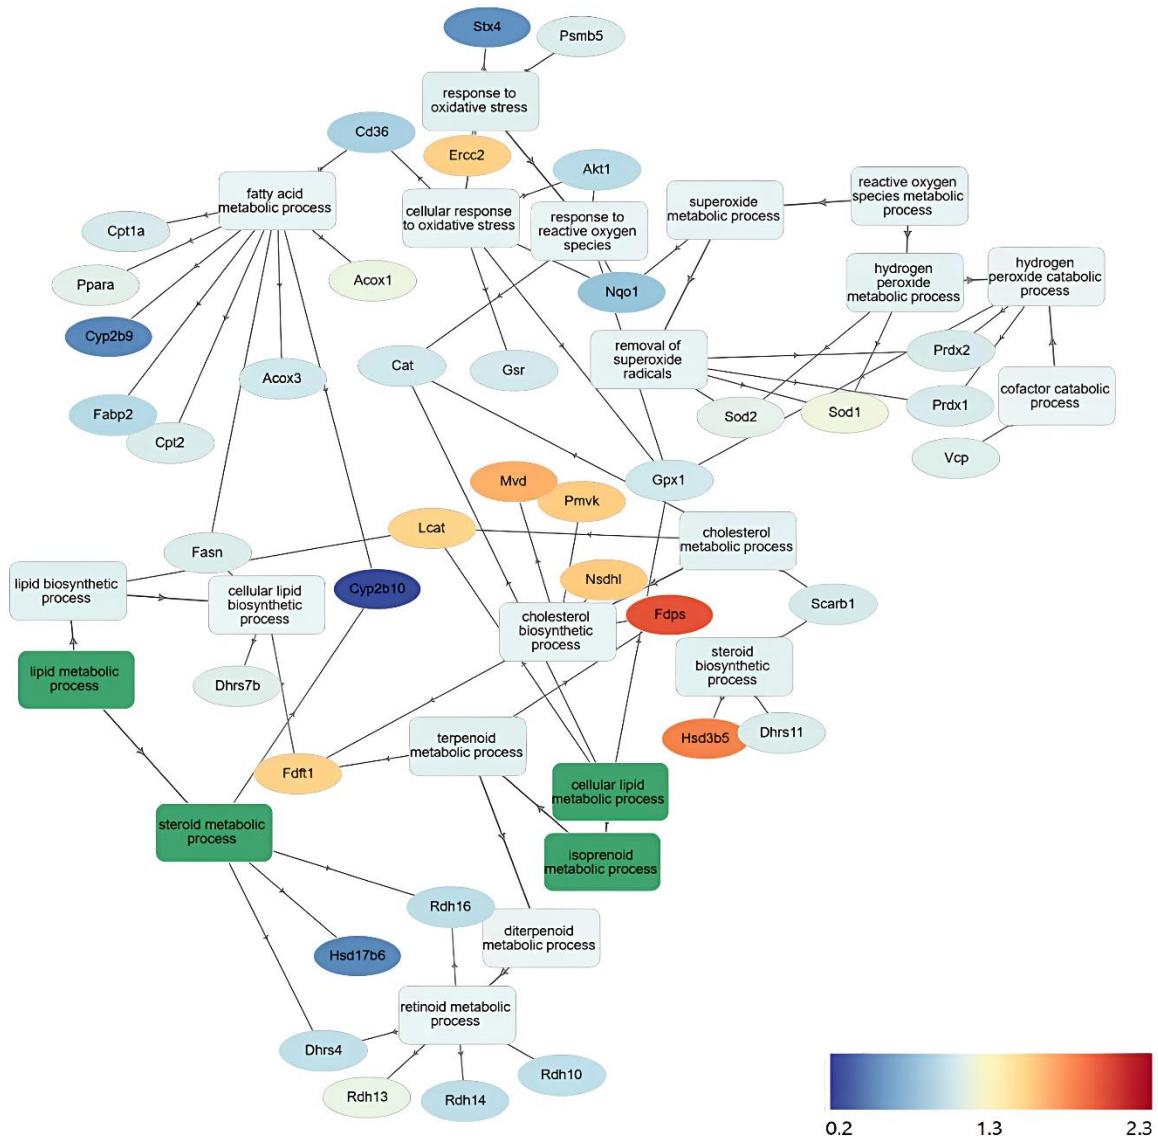 Stx4
Psmb5
response to
oxidative stress
Cd36
Ercc2
Akt1
fatty acid
metabolic process
cellular response
to oxidative stress
response to
reactive oxygen
species
superoxide
metabolic process
reactive oxygen
species metabolic
process
Cpt1a
Ppara
Acox1
Nqo1
hydrogen
peroxide
metabolic process
hydrogen
peroxide catabolic
process
Cyp2b9
Cat
Gsr
removal of
superoxide
radicals
Prdx2
Acox3
Fabp2
Cpt2
Sod2
Sod1
Prdx1
cofactor catabolic
process
Vcp
Mvd
Pmvk
Gpx1
Lcat
cholesterol
metabolic process
Fasn
lipid biosynthetic
process
cellular lipid
biosynthetic
process
Cyp2b10
Nsdhl
cholesterol
biosynthetic
process
Fdps
Scarb1
lipid metabolic
process
Dhrs7b
steroid
biosynthetic
process
Hsd3b5
Dhrs11
terpenoid
metabolic process
Fdft1
cellular lipid
metabolic process
steroid metabolic
process
isoprenoid
metabolic process
Rdh16
diterpenoid
metabolic process
Hsd17b6
retinoid metabolic
process
Dhrs4
Rdh13
Rdh14
Rdh10
0.2
1.3
2.3